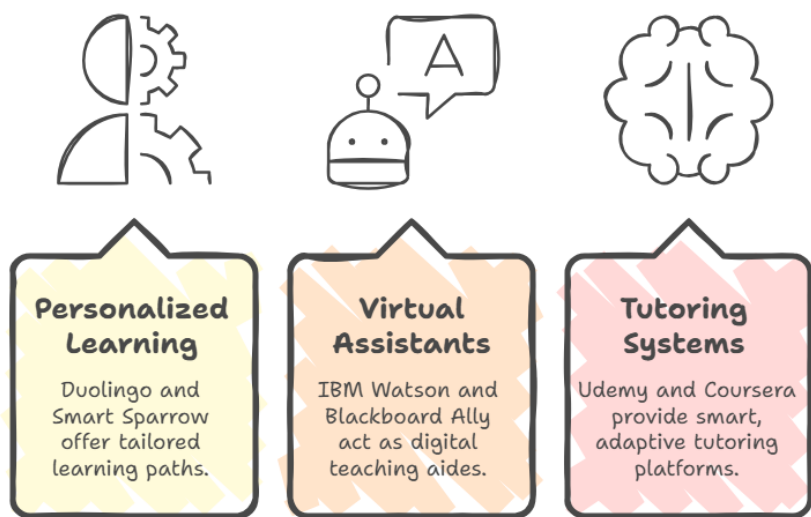 A
Personalized
Learning
Duolingo and
Smart Sparrow
offer tailored
learning paths.
Virtual
Assistants
IBM Watson and
Blackboard Ally
act as digital
teaching aides.
Tutoring
Systems
Udemy and Coursera
provide smart,
adaptive tutoring
platforms.